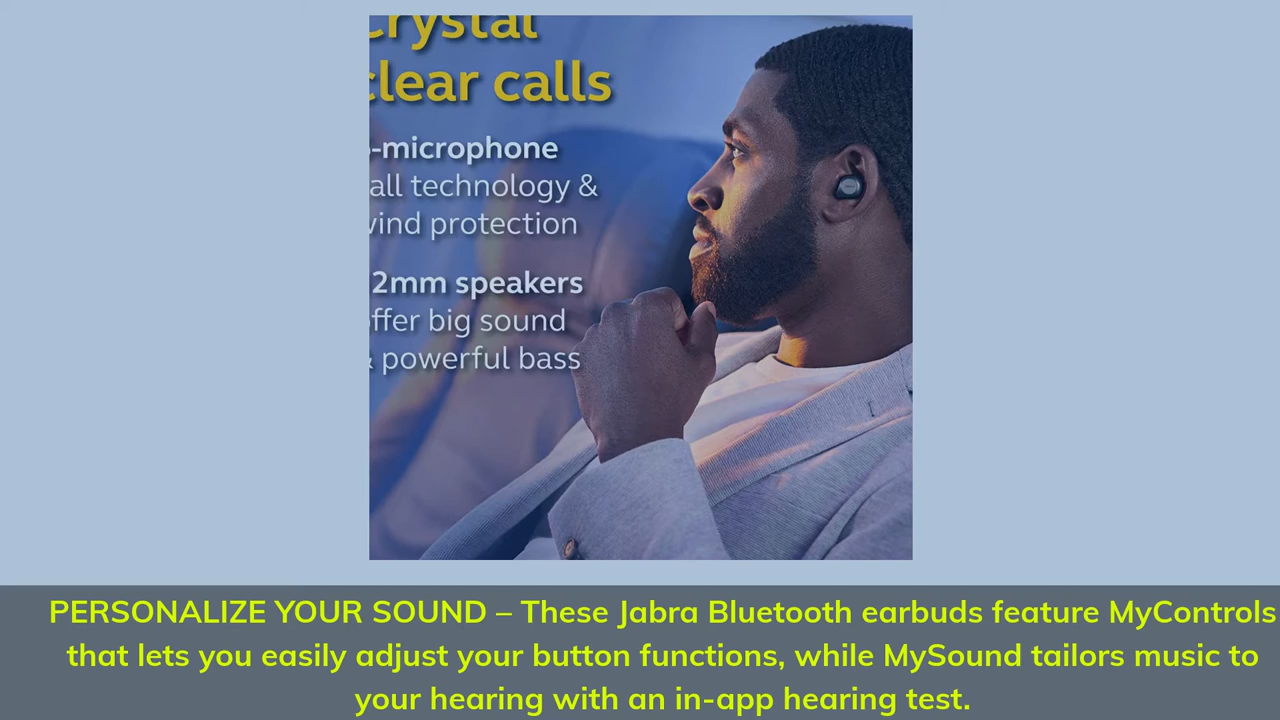 crystal
clear calls
-microphone
all technology &
wind protection
2mm speakers
offer big sound
& powerful bass
PERSONALIZE YOUR SOUND – These Jabra Bluetooth earbuds feature MyControls
that lets you easily adjust your button functions, while MySound tailors music to
your hearing with an in-app hearing test.